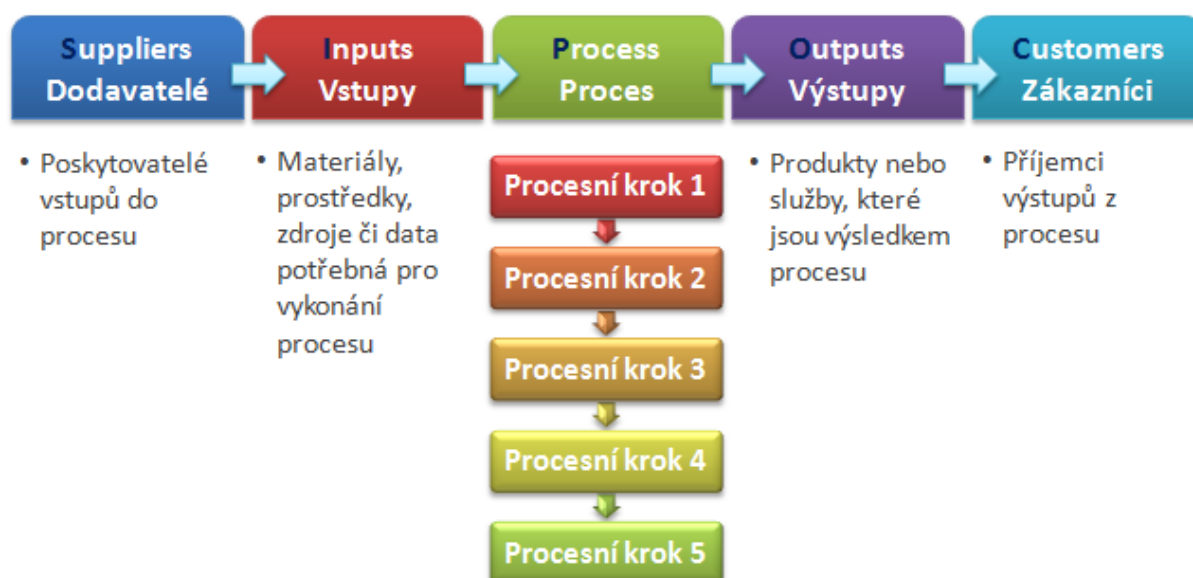 Suppliers
Dodavatelé
Inputs
Vstupy
Process
Proces
Outputs
Výstupy
Customers
Zákazníci
• Poskytovatelé
vstupů do
procesu
• Materiály,
prostředky,
zdroje či data
potřebná pro
vykonání
procesu
Procesní krok 1
Procesní krok 2
Procesní krok 3
Procesní krok 4
Procesní krok 5
• Produkty nebo
služby, které
jsou výsledkem
procesu
• Příjemci
výstupů z
procesu